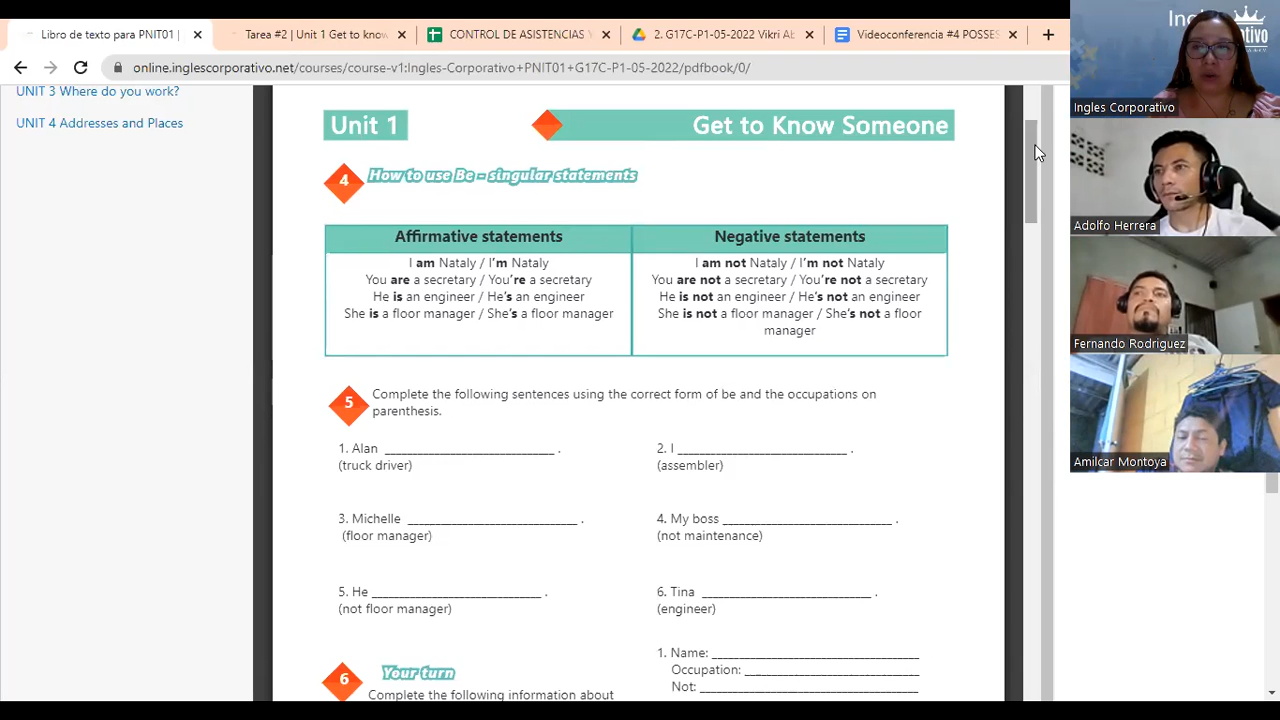 Libro de texto para PNIT01 |
Tarea #2 | Unit 1 Get to know
CONTROL DE ASISTENCIAS
2. G17C-P1-05-2022 Vikri Al
Videoconferencia #4 POSSES
online.inglescorporativo.net/courses/course-v1:Ingles-Corporativo+PNIT01+G17C-P1-05-2022/pdfbook/0/
UNIT 3 Where do you work?
UNIT 4 Addresses and Places
Unit 1
Get to Know Someone
4 How to use Be - singular statements
Affirmative statements
I am Nataly / I'm Nataly
You are a secretary / You're a secretary
He is an engineer / He's an engineer
She is a floor manager / She's a floor manager
Negative statements
I am not Nataly / I'm not Nataly
You are not a secretary / You're not a secretary
He is not an engineer / He's not an engineer
She is not a floor manager / She's not a floor
manager
5 Complete the following sentences using the correct form of be and the occupations on
parenthesis.
1. Alan ____________________________ .
(truck driver)
2. I ____________________________ .
(assembler)
3. Michelle ____________________________ .
(floor manager)
4. My boss ____________________________ .
(not maintenance)
5. He ____________________________ .
(not floor manager)
6. Tina ____________________________ .
(engineer)
6 Your turn
Complete the following information about
1. Name: __________________________________
Occupation: ____________________________
Not: ____________________________________
Ingles Corporativo
Adolfo Herrera
Fernando Rodriguez
Amilcar Montoya